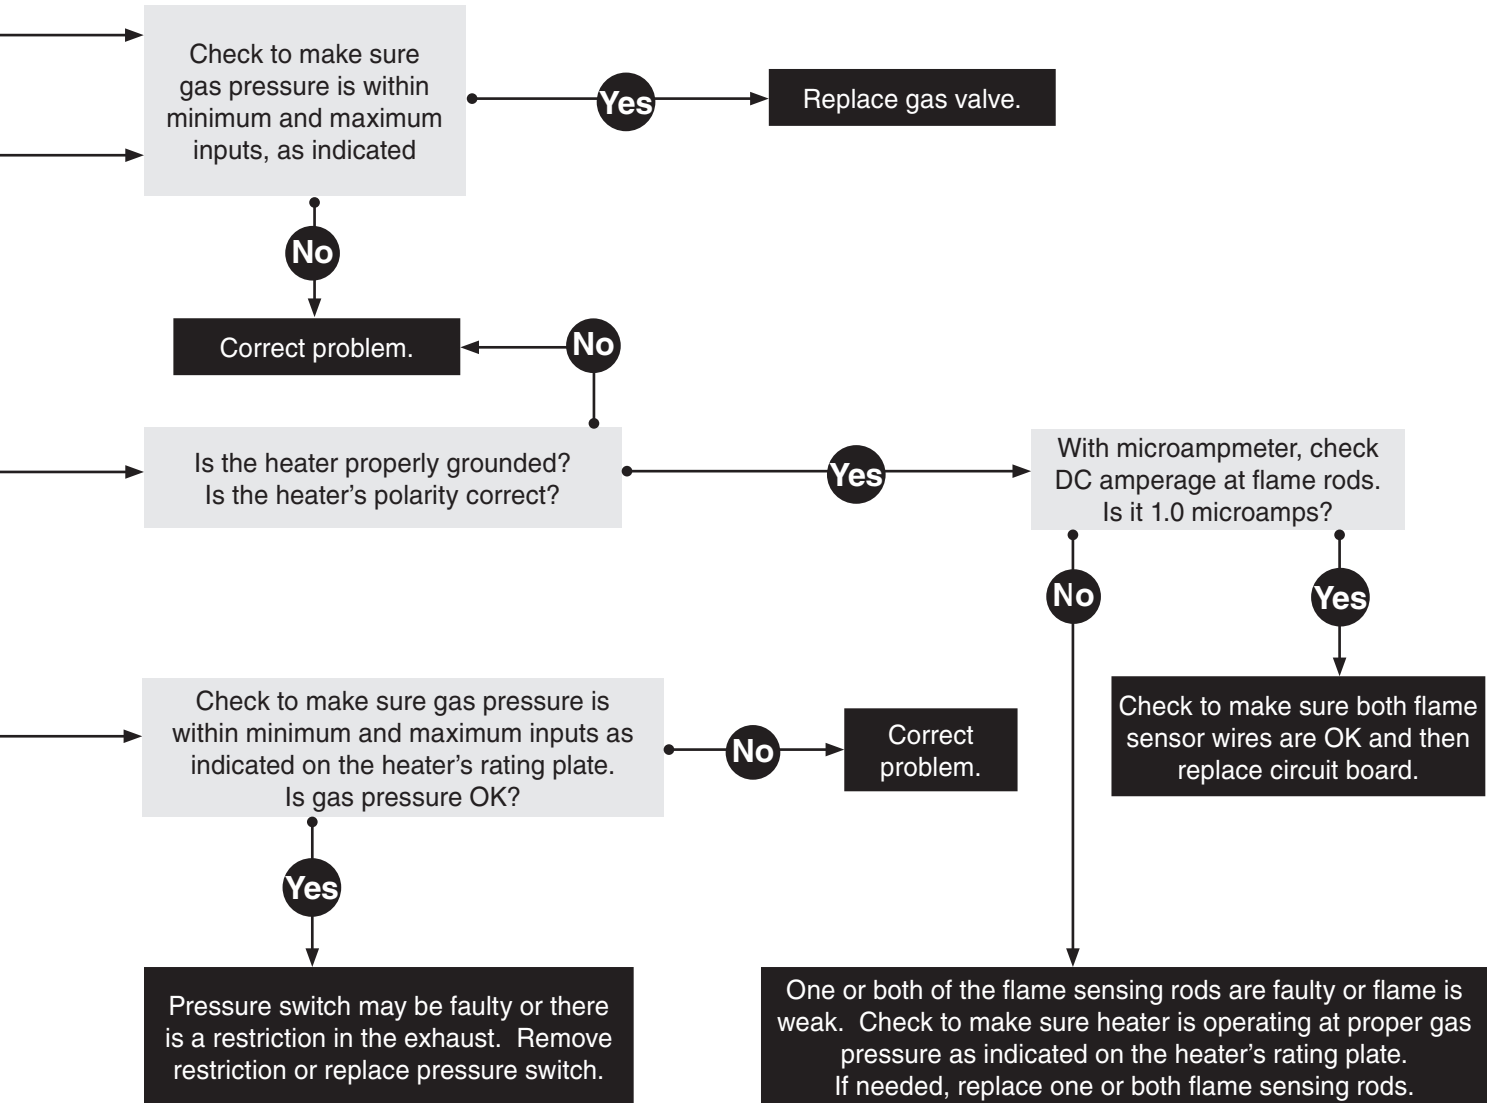 Check to make sure
gas pressure is within
minimum and maximum
inputs, as indicated
Yes
Replace gas valve.
No
Correct problem.
No
Is the heater properly grounded?
Is the heater’s polarity correct?
Yes
With microampmeter, check
DC amperage at flame rods.
Is it 1.0 microamps?
No
Yes
Check to make sure both flame
sensor wires are OK and then
replace circuit board.
Check to make sure gas pressure is
within minimum and maximum inputs as
indicated on the heater’s rating plate.
Is gas pressure OK?
No
Correct
problem.
Yes
Pressure switch may be faulty or there
is a restriction in the exhaust.  Remove
restriction or replace pressure switch.
One or both of the flame sensing rods are faulty or flame is
weak.  Check to make sure heater is operating at proper gas
pressure as indicated on the heater’s rating plate.
If needed, replace one or both flame sensing rods.